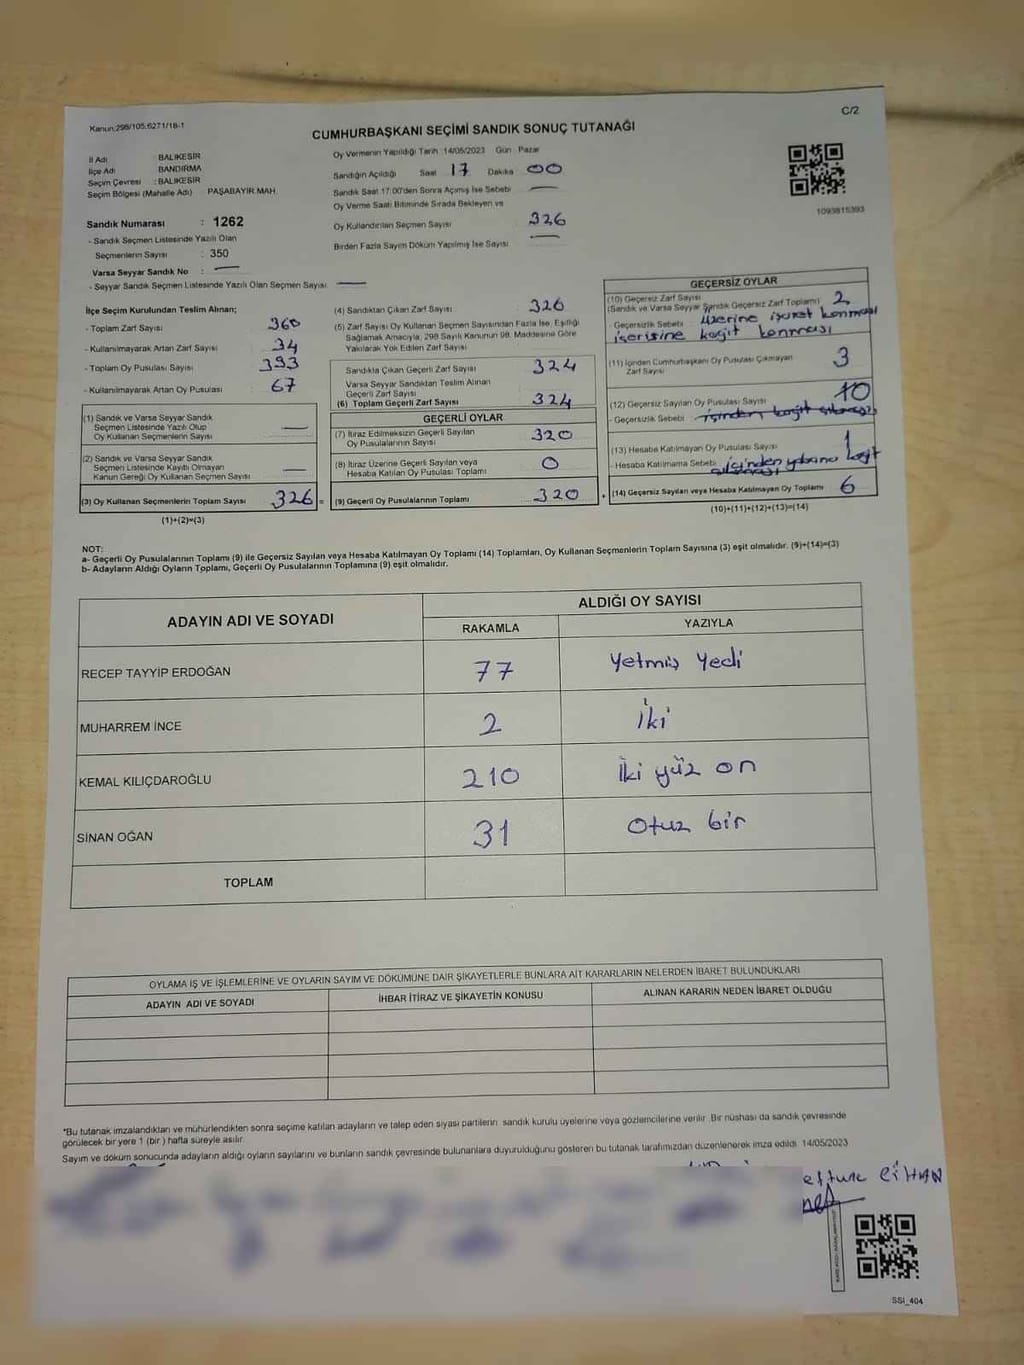 Kanun:298/105;6271/18-1
C/2
CUMHURBAŞKANI SEÇİMİ SANDIK SONUÇ TUTANAĞI
İl Adı : BALIKESİR
İlçe Adı : BANDIRMA
Seçim Çevresi : BALIKESİR
Seçim Bölgesi (Mahalle Adı) : PAŞABAYIR MAH.
Sandık Numarası : 1262
- Sandık Seçmen Listesinde Yazılı Olan
Seçmenlerin Sayısı : 350
Varsa Seyyar Sandık No : —
- Seyyar Sandık Seçmen Listesinde Yazılı Olan Seçmen Sayısı —
Oy Vermenin Yapıldığı Tarih 14/05/2023 Gün Pazar
Sandığın Açıldığı Saat 17 Dakika 00
Sandık Saat 17:00'den Sonra Açılmış İse Sebebi —
Oy Verme Saati Bitiminde Sırada Bekleyen ve
Oy Kullandırılan Seçmen Sayısı 326
Birden Fazla Sayım Döküm Yapılmış İse Sayısı —
1093815393
İlçe Seçim Kurulundan Teslim Alınan;
- Toplam Zarf Sayısı 360
- Kullanılmayarak Artan Zarf Sayısı 34
- Toplam Oy Pusulası Sayısı 393
- Kullanılmayarak Artan Oy Pusulası 67
(1) Sandık ve Varsa Seyyar Sandık
Seçmen Listesinde Yazılı Olup
Oy Kullanan Seçmenlerin Sayısı —
(2) Sandık ve Varsa Seyyar Sandık
Seçmen Listesinde Kaydı Olmayan
Kanun Gereği Oy Kullanan Seçmen Sayısı —
(3) Oy Kullanan Seçmenlerin Toplam Sayısı 326 =
(1)+(2)=(3)
(4) Sandıktan Çıkan Zarf Sayısı 326
(5) Zarf Sayısı Oy Kullanan Seçmen Sayısından Fazla İse, Eşitliği
Sağlamak Amacıyla, 298 Sayılı Kanunun 98. Maddesine Göre
Yakılarak Yok Edilen Zarf Sayısı
Sandıkta Çıkan Geçerli Zarf Sayısı 324
Varsa Seyyar Sandıktan Teslim Alınan
Geçerli Zarf Sayısı
(6) Toplam Geçerli Zarf Sayısı 324
GEÇERLİ OYLAR
(7) İtiraz Edilmeksizin Geçerli Sayılan
Oy Pusulalarının Sayısı 320
(8) İtiraz Üzerine Geçerli Sayılan veya
Hesaba Katılan Oy Pusulası Toplamı 0
(9) Geçerli Oy Pusulalarının Toplamı 320 +
GEÇERSİZ OYLAR
(10) Geçersiz Zarf Sayısı
(Sandık ve Varsa Seyyar Sandık Geçersiz Zarf Toplamı) 2
- Geçersizlik Sebebi Üzerine işaret konması
içerisine kağıt konması
(11) İçinden Cumhurbaşkanı Oy Pusulası Çıkmayan
Zarf Sayısı 3
(12) Geçersiz Sayılan Oy Pusulası Sayısı
- Geçersizlik Sebebi içinden kağıt çıkması
(13) Hesaba Katılmayan Oy Pusulası Sayısı 1
- Hesaba Katılmama Sebebi içinden yabancı kağıt
çıkması
(14) Geçersiz Sayılan veya Hesaba Katılmayan Oy Toplamı 6
(10)+(11)+(12)+(13)=(14)
NOT:
a- Geçerli Oy Pusulalarının Toplamı (9) ile Geçersiz Sayılan veya Hesaba Katılmayan Oy Toplamı (14) Toplamları, Oy Kullanan Seçmenlerin Toplam Sayısına (3) eşit olmalıdır. (9)+(14)=(3)
b- Adayların Aldığı Oyların Toplamı, Geçerli Oy Pusulalarının Toplamına (9) eşit olmalıdır.
ADAYIN ADI VE SOYADI
ALDIĞI OY SAYISI
RAKAMLA YAZIYLA
RECEP TAYYİP ERDOĞAN 77 Yetmiş Yedi
MUHARREM İNCE 2 İki
KEMAL KILIÇDAROĞLU 210 İki yüz on
SİNAN OĞAN 31 Otuz bir
TOPLAM
OYLAMA İŞ VE İŞLEMLERİNE VE OYLARIN SAYIM VE DÖKÜMÜNE DAİR ŞİKAYETLERLE BUNLARA AİT KARARLARIN NELERDEN İBARET BULUNDUKLARI
ADAYIN ADI VE SOYADI İHBAR İTİRAZ VE ŞİKAYETİN KONUSU ALINAN KARARIN NEDEN İBARET OLDUĞU
*Bu tutanak imzalandıktan ve mühürlendikten sonra seçime katılan adayların ve talep eden siyasi partilerin sandık kurulu üyelerine veya gözlemcilerine verilir. Bir nüshası da sandık çevresinde
görülecek bir yere 1 (bir) hafta süreyle asılır.
Sayım ve döküm sonucunda adayların aldığı oyların sayılarını ve bunların sandık çevresinde bulunanlara duyurulduğunu gösteren bu tutanak tarafımızdan düzenlenerek imza edildi. 14/05/2023
CİHAN
SSI_404